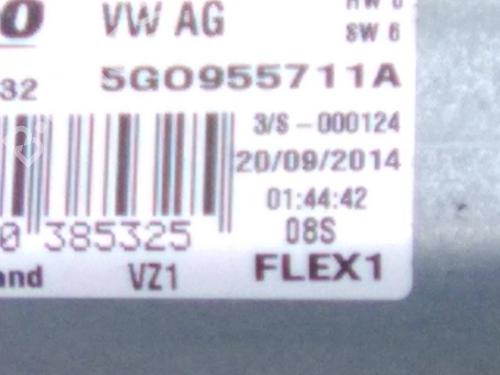 VW AG
SW 6
32 5G0955711A
3/S-000124
20/09/2014
01:44:42
0 385325 08S
VZ1 FLEX1